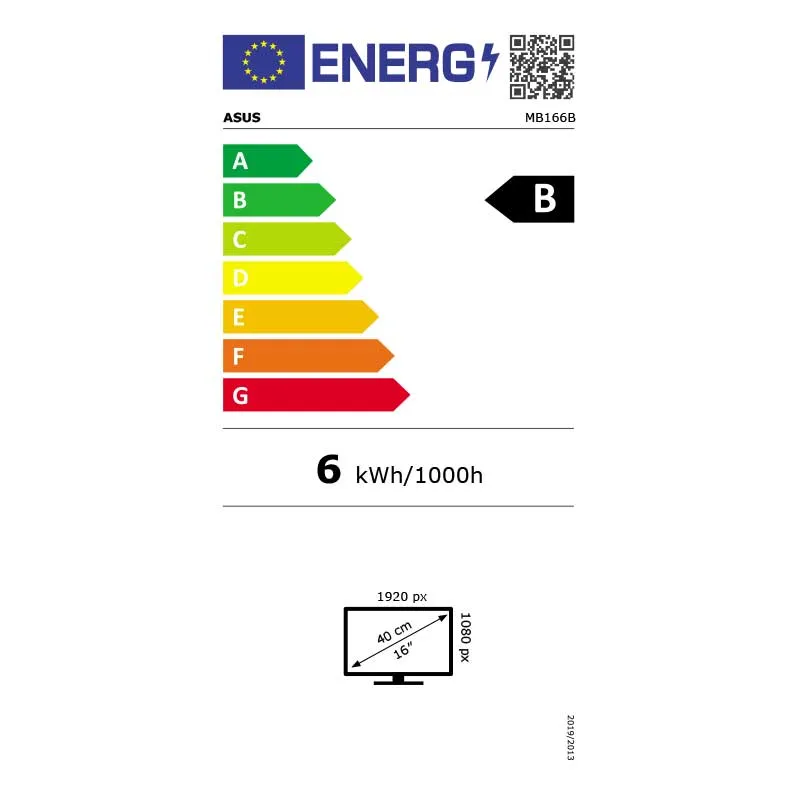 ENERG
ASUS MB166B
A
B
B
C
D
E
F
G
6 kWh/1000h
1920 px
1080 px
40 cm
16"
2019/2013